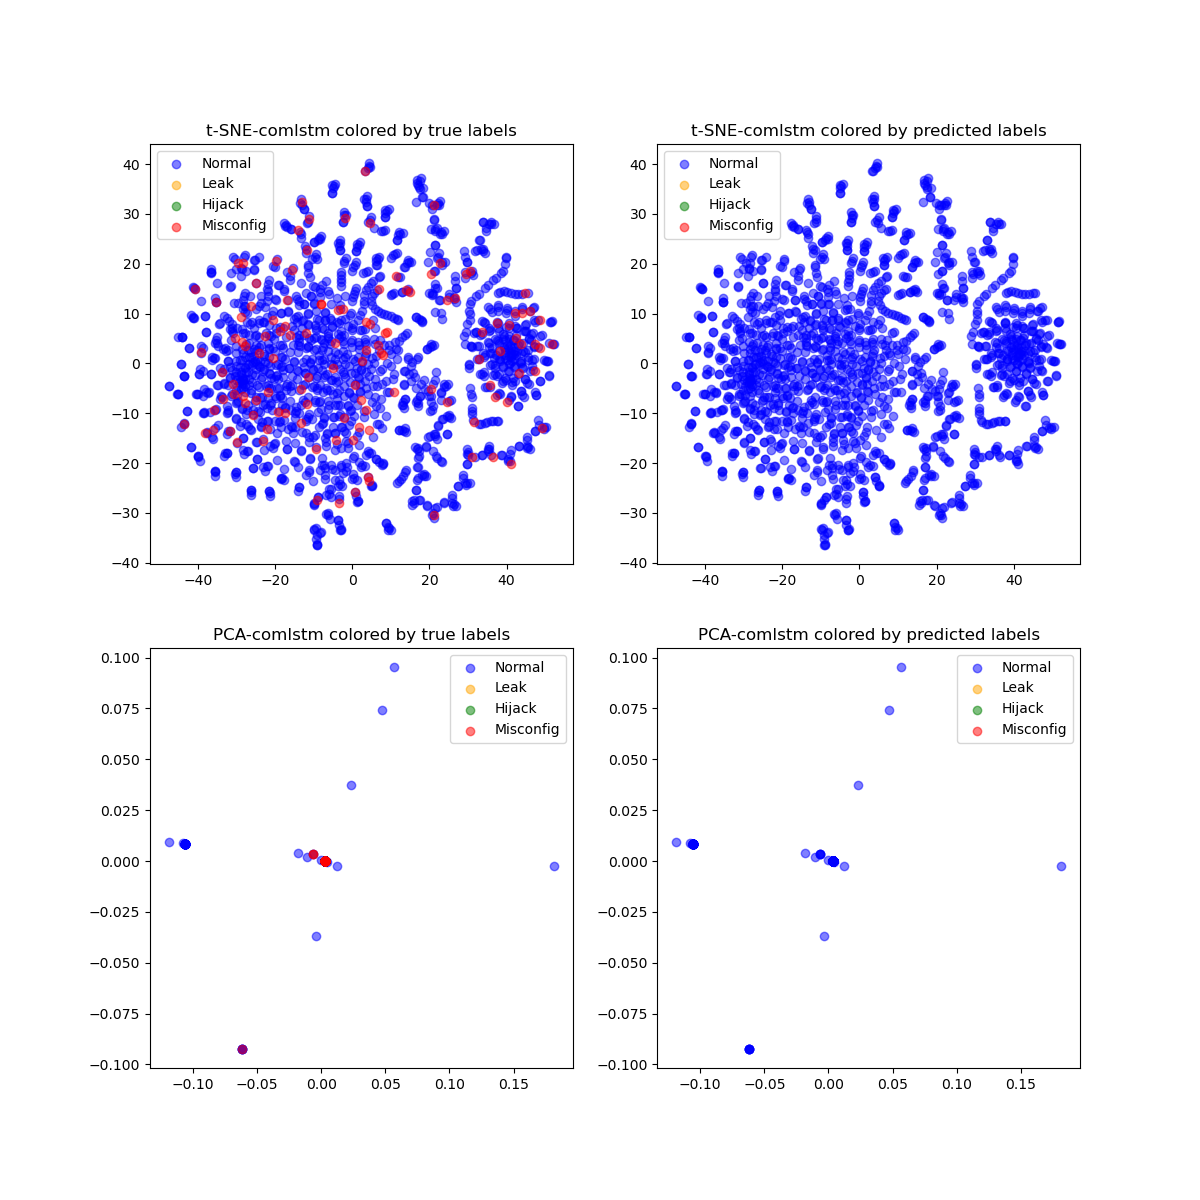 t-SNE-comlstm colored by true labels
Normal
Leak
Hijack
Misconfig
40
30
20
10
0
−10
−20
−30
−40
−40 −20 0 20 40
t-SNE-comlstm colored by predicted labels
Normal
Leak
Hijack
Misconfig
40
30
20
10
0
−10
−20
−30
−40
−40 −20 0 20 40
PCA-comlstm colored by true labels
Normal
Leak
Hijack
Misconfig
0.100
0.075
0.050
0.025
0.000
−0.025
−0.050
−0.075
−0.100
−0.10 −0.05 0.00 0.05 0.10 0.15
PCA-comlstm colored by predicted labels
Normal
Leak
Hijack
Misconfig
0.100
0.075
0.050
0.025
0.000
−0.025
−0.050
−0.075
−0.100
−0.10 −0.05 0.00 0.05 0.10 0.15